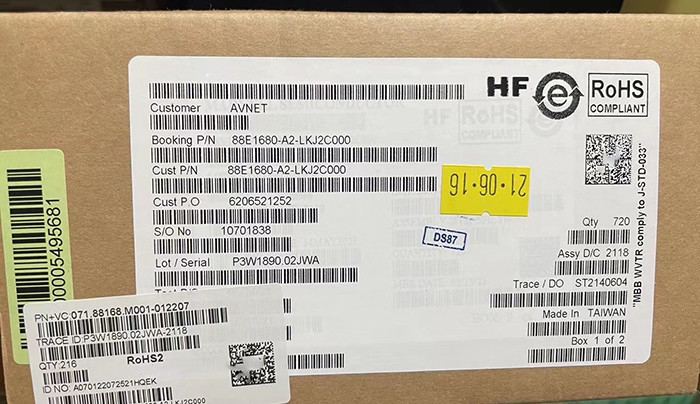 HF e RoHS COMPLIANT
Customer AVNET
Booking P/N 88E1680-A2-LKJ2C000
Cust P/N 88E1680-A2-LKJ2C000
Cust P.O 6206521252
S/O No 10701838
Lot / Serial P3W1890.02JWA
21.06.16
DS87
Qty 720
Assy D/C 2118
Trace / DO ST2140604
Made In TAIWAN
Box 1 of 2
"MBB WVTR comply to J-STD-033"
HF RoHS COMPLIANT
0005495681
PN+VC:071.88168.M001-012207
TRACE ID:P3W1890.02JWA-2118
RoHS2
QTY:216
ID NO: A070122072521HQEK